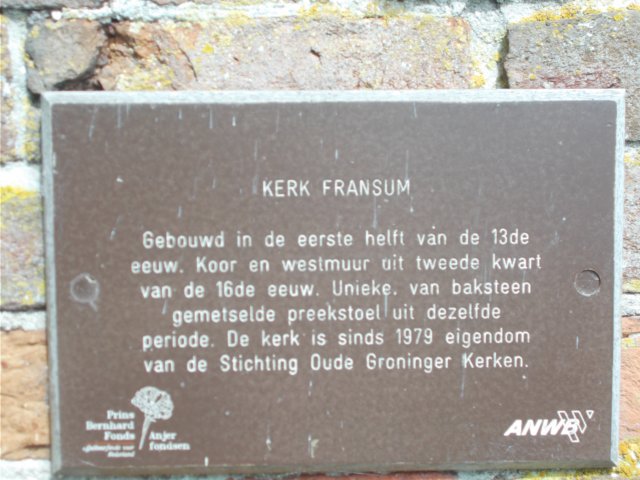 KERK FRANSUM
Gebouwd in de eerste helft van de 13de
eeuw. Koor en westmuur uit tweede kwart
van de 16de eeuw. Unieke, van baksteen
gemetselde preekstoel uit dezelfde
periode. De kerk is sinds 1979 eigendom
van de Stichting Oude Groninger Kerken.
Prins
Bernhard
Fonds
Anjer
fondsen
ANWB